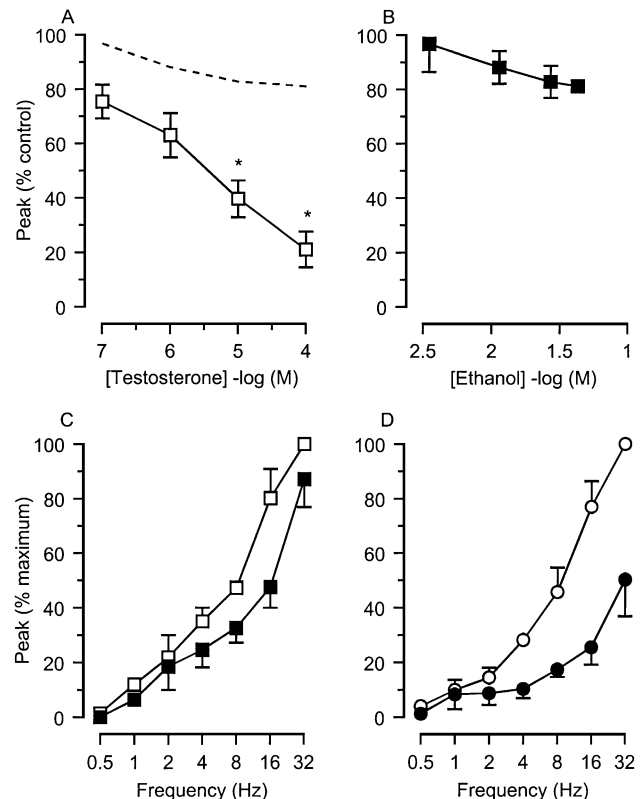 A
B
100
80
60
40
20
0
Peak (% control)
*
*
7
6
5
4
[Testosterone] -log (M)
100
80
60
40
20
0
2.5
2
1.5
1
[Ethanol] -log (M)
C
D
100
80
60
40
20
0
Peak (% maximum)
0.5 1 2 4 8 16 32
Frequency (Hz)
100
80
60
40
20
0
0.5 1 2 4 8 16 32
Frequency (Hz)